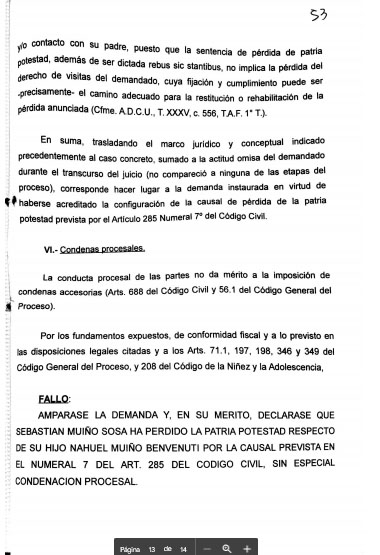 53
y/o contacto con su padre, puesto que la sentencia de pérdida de patria
potestad, además de ser dictada rebus sic stantibus, no implica la pérdida del
derecho de visitas del demandado, cuya fijación y cumplimiento puede ser
-precisamente- el camino adecuado para la restitución o rehabilitación de la
pérdida anunciada (Cfme. A.D.C.U., T. XXXV, c. 556, T.A.F. 1° T.).
En suma, trasladando el marco jurídico y conceptual indicado
precedentemente al caso concreto, sumado a la actitud omisa del demandado
durante el transcurso del juicio (no compareció a ninguna de las etapas del
proceso), corresponde hacer lugar a la demanda instaurada en virtud de
haberse acreditado la configuración de la causal de pérdida de la patria
potestad prevista por el Artículo 285 Numeral 7° del Código Civil.
VI.- Condenas procesales.
La conducta procesal de las partes no da mérito a la imposición de
condenas accesorias (Arts. 688 del Código Civil y 56.1 del Código General del
Proceso).
Por los fundamentos expuestos, de conformidad fiscal y a lo previsto en
las disposiciones legales citadas y a los Arts. 71.1, 197, 198, 346 y 349 del
Código General del Proceso, y 208 del Código de la Niñez y la Adolescencia,
FALLO:
AMPARASE LA DEMANDA Y, EN SU MERITO, DECLARASE QUE
SEBASTIAN MUIÑO SOSA HA PERDIDO LA PATRIA POTESTAD RESPECTO
DE SU HIJO NAHUEL MUIÑO BENVENUTI POR LA CAUSAL PREVISTA EN
EL NUMERAL 7 DEL ART. 285 DEL CODIGO CIVIL, SIN ESPECIAL
CONDENACION PROCESAL.
Página 13 de 14 — +